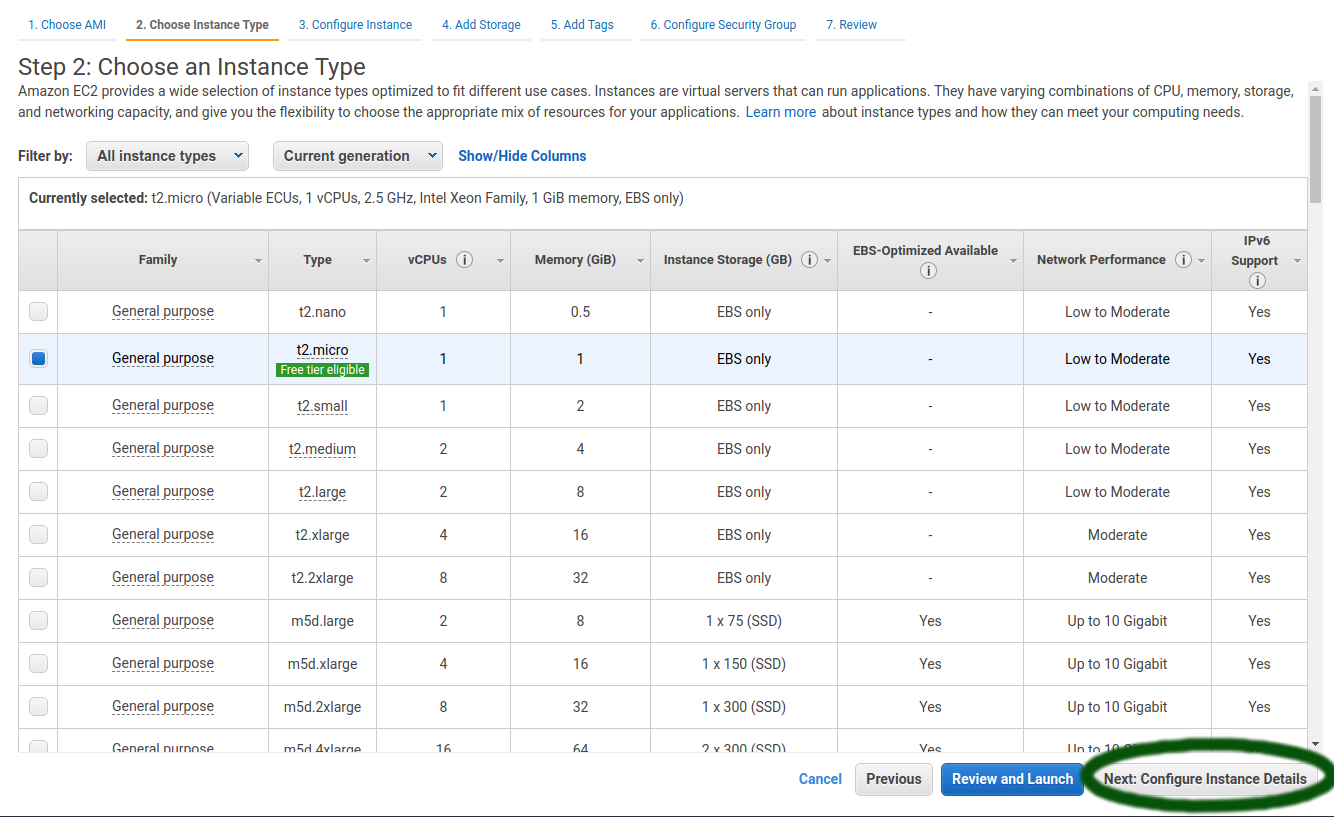 1. Choose AMI 2. Choose Instance Type 3. Configure Instance 4. Add Storage 5. Add Tags 6. Configure Security Group 7. Review
Step 2: Choose an Instance Type
Amazon EC2 provides a wide selection of instance types optimized to fit different use cases. Instances are virtual servers that can run applications. They have varying combinations of CPU, memory, storage,
and networking capacity, and give you the flexibility to choose the appropriate mix of resources for your applications. Learn more about instance types and how they can meet your computing needs.
Filter by: All instance types Current generation Show/Hide Columns
Currently selected: t2.micro (Variable ECUs, 1 vCPUs, 2.5 GHz, Intel Xeon Family, 1 GiB memory, EBS only)
Family Type vCPUs i Memory (GiB) Instance Storage (GB) i EBS-Optimized Available i Network Performance i IPv6 Support i
General purpose t2.nano 1 0.5 EBS only - Low to Moderate Yes
General purpose t2.micro Free tier eligible 1 1 EBS only - Low to Moderate Yes
General purpose t2.small 1 2 EBS only - Low to Moderate Yes
General purpose t2.medium 2 4 EBS only - Low to Moderate Yes
General purpose t2.large 2 8 EBS only - Low to Moderate Yes
General purpose t2.xlarge 4 16 EBS only - Moderate Yes
General purpose t2.2xlarge 8 32 EBS only - Moderate Yes
General purpose m5d.large 2 8 1 x 75 (SSD) Yes Up to 10 Gigabit Yes
General purpose m5d.xlarge 4 16 1 x 150 (SSD) Yes Up to 10 Gigabit Yes
General purpose m5d.2xlarge 8 32 1 x 300 (SSD) Yes Up to 10 Gigabit Yes
General purpose m5d.4xlarge 16 64 2 x 300 (SSD) Yes Up to 10
Cancel Previous Review and Launch Next: Configure Instance Details